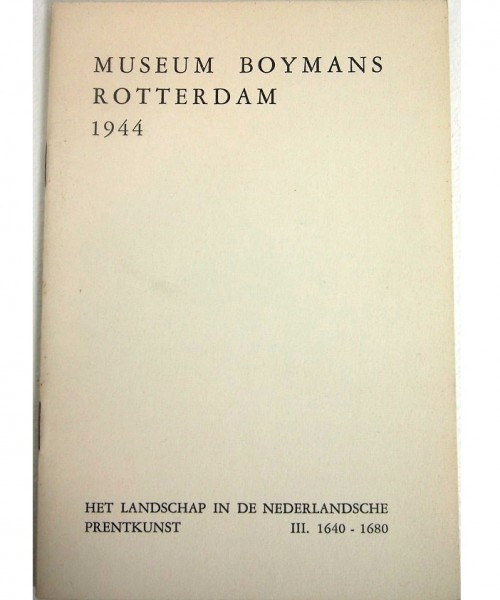 MUSEUM BOYMANS
ROTTERDAM
1944
HET LANDSCHAP IN DE NEDERLANDSCHE
PRENTKUNST III. 1640 - 1680